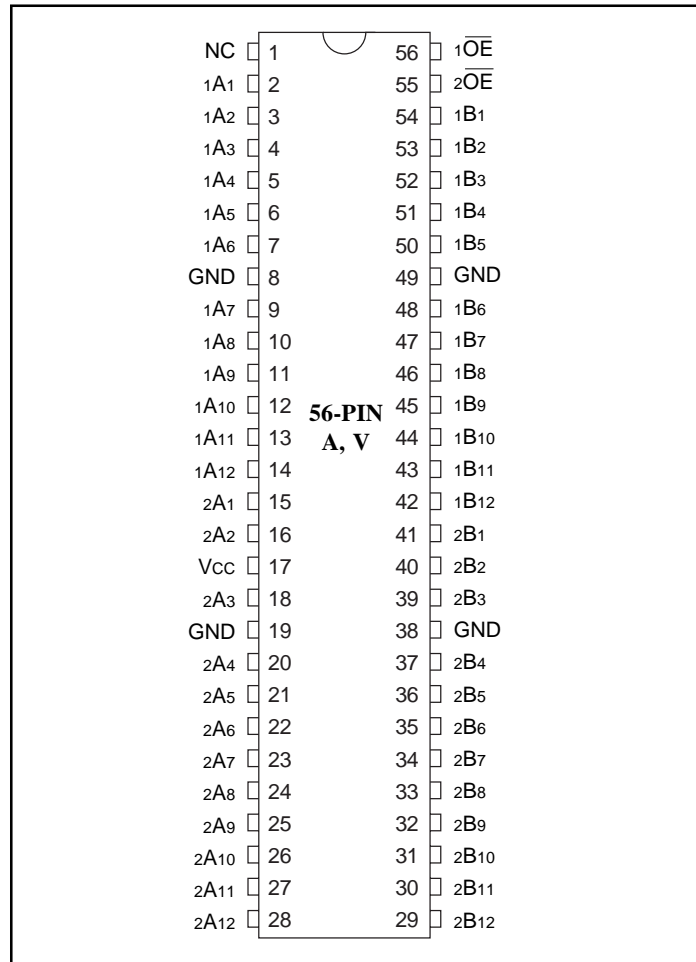 NC 1 56 1OE
1A1 2 55 2OE
1A2 3 54 1B1
1A3 4 53 1B2
1A4 5 52 1B3
1A5 6 51 1B4
1A6 7 50 1B5
GND 8 49 GND
1A7 9 48 1B6
1A8 10 47 1B7
1A9 11 46 1B8
1A10 12 56-PIN 45 1B9
1A11 13 A, V 44 1B10
1A12 14 43 1B11
2A1 15 42 1B12
2A2 16 41 2B1
VCC 17 40 2B2
2A3 18 39 2B3
GND 19 38 GND
2A4 20 37 2B4
2A5 21 36 2B5
2A6 22 35 2B6
2A7 23 34 2B7
2A8 24 33 2B8
2A9 25 32 2B9
2A10 26 31 2B10
2A11 27 30 2B11
2A12 28 29 2B12